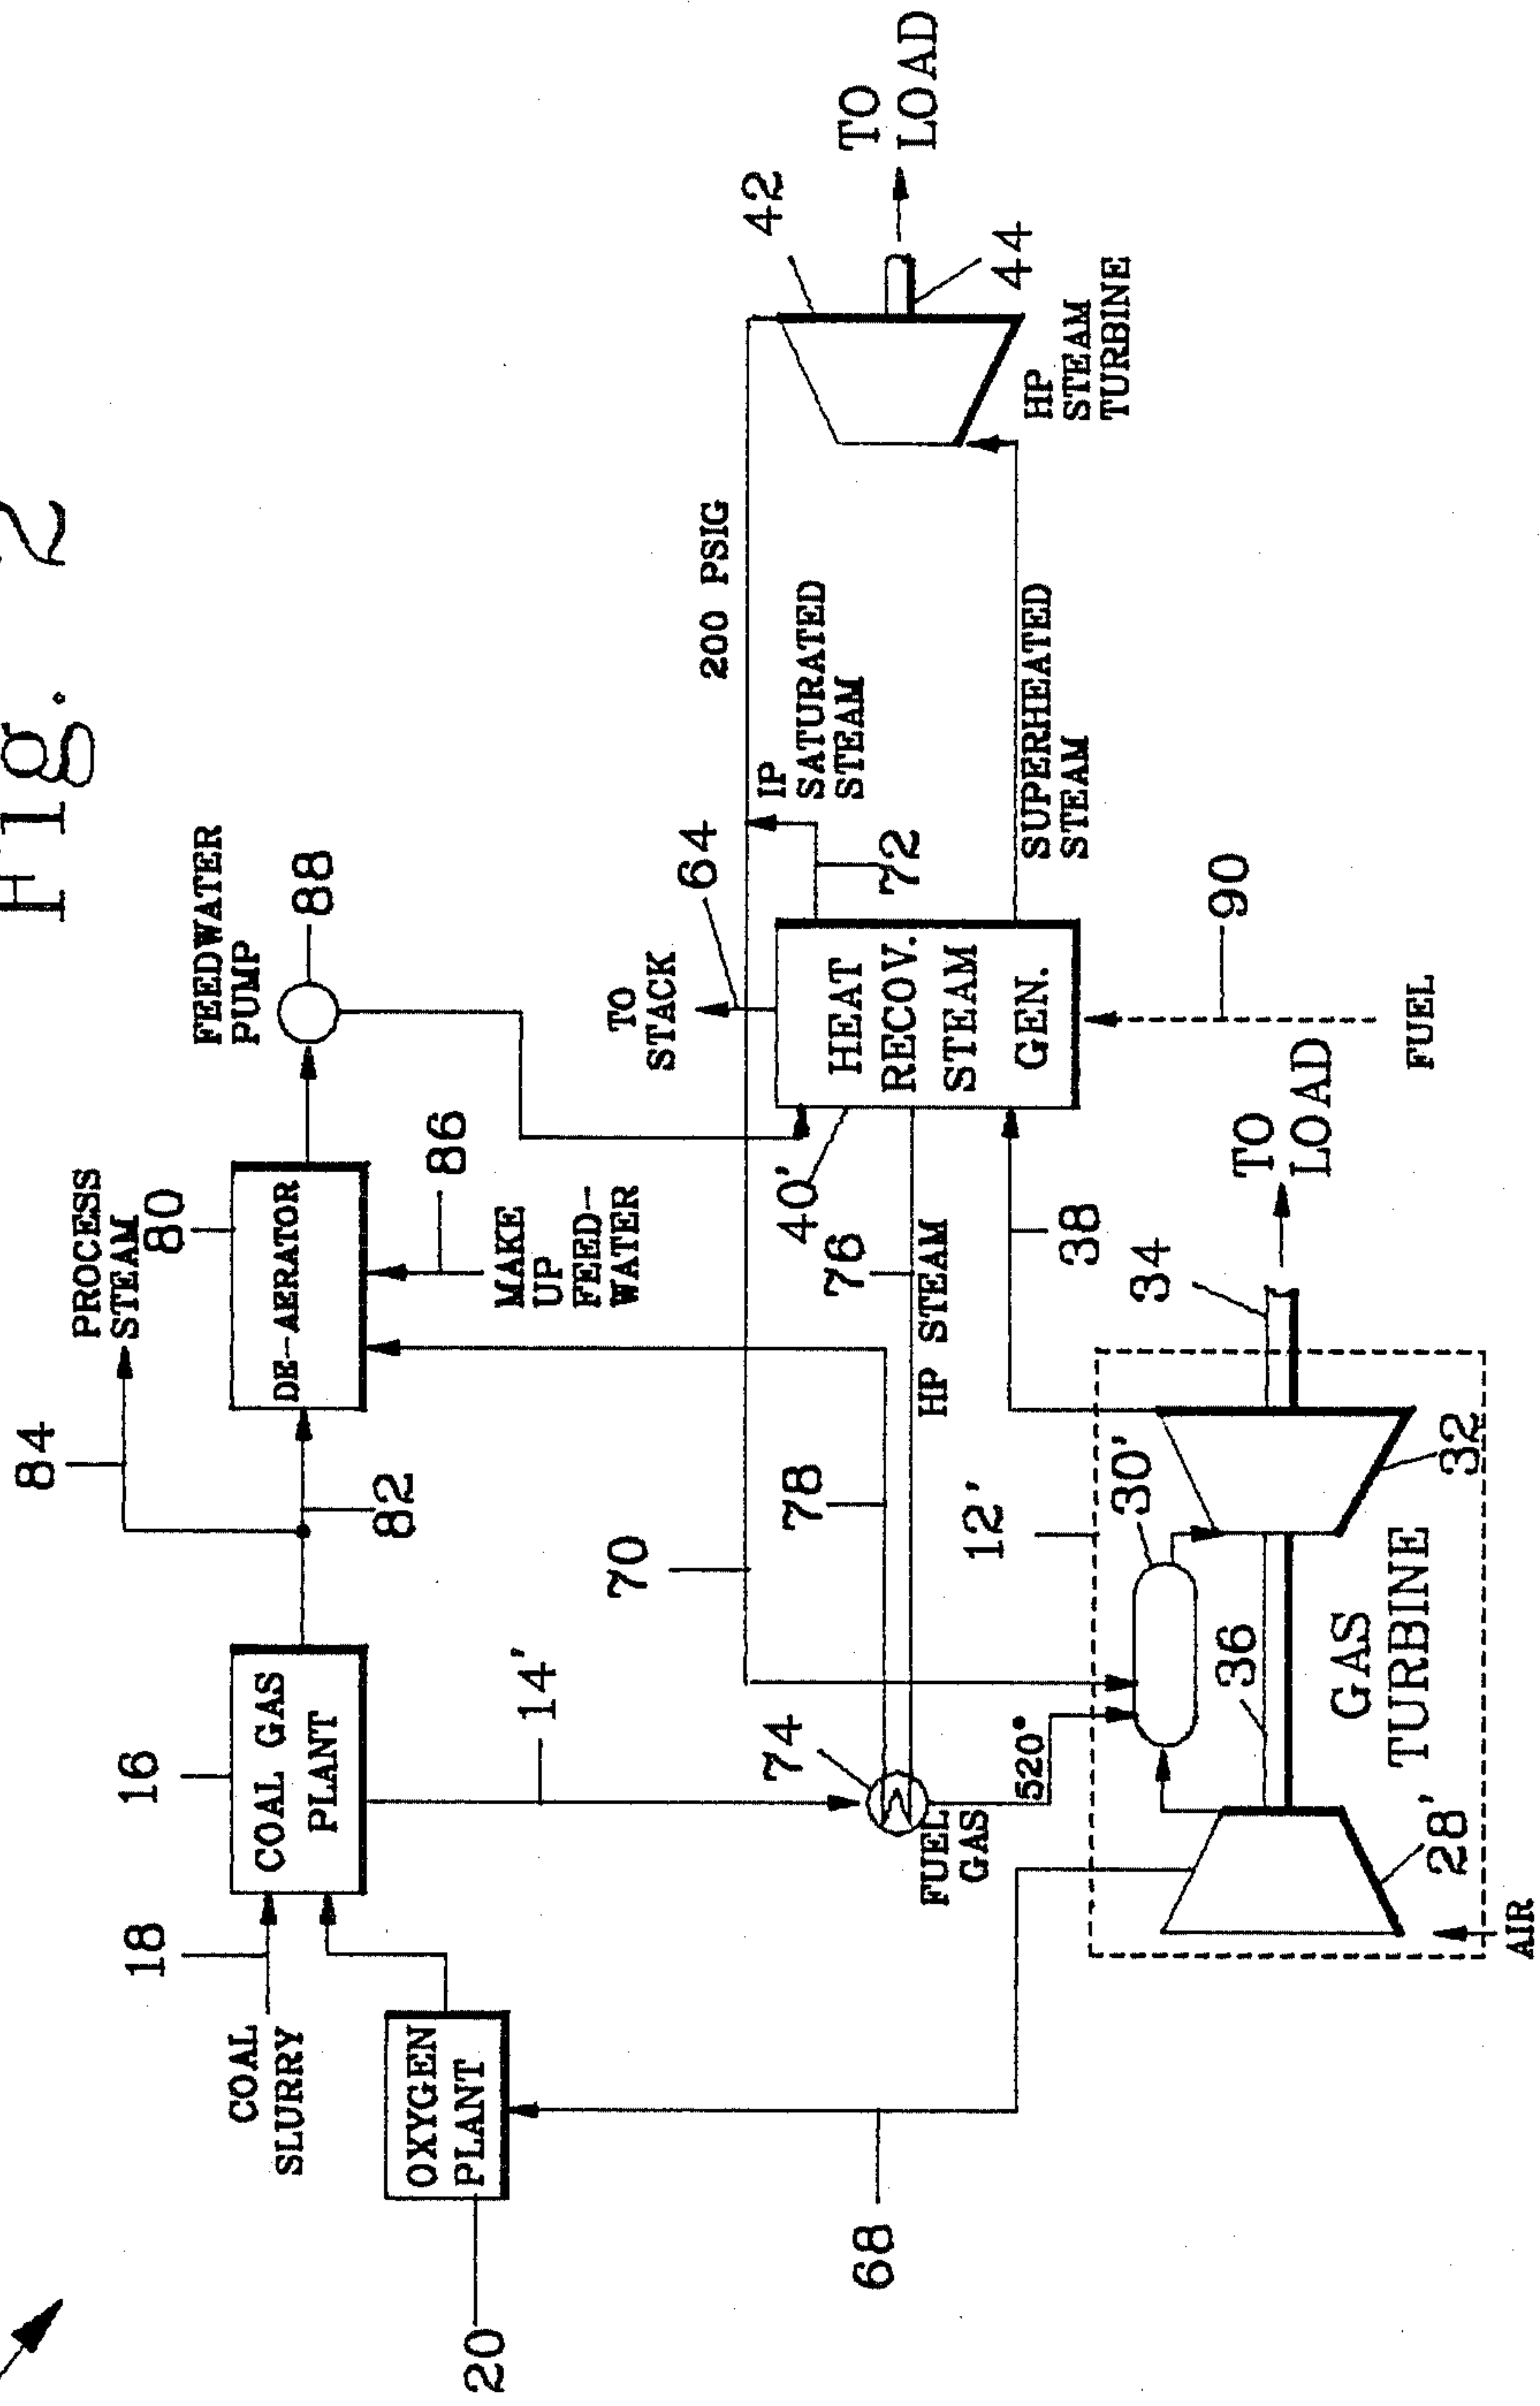 Fig. 2
84
PROCESS
STEAM
80
FEEDWATER
PUMP
88
16
18
COAL
SLURRY
COAL GAS
PLANT
82
DE-AERATOR
86
MAKE
UP
FEED-
WATER
OXYGEN
PLANT
20
14'
70
78
74
76
HP STEAM
40'
TO
STACK
64
HEAT
RECOV.
STEAM
GEN.
72
IP
SATURATED
STEAM
200 PSIG
42
TO
LOAD
44
HP
STEAM
TURBINE
SUPERHEATED
STEAM
68
FUEL
GAS
520°
12'
30'
38
34
TO
LOAD
90
FUEL
36
32
GAS
TURBINE
28'
AIR